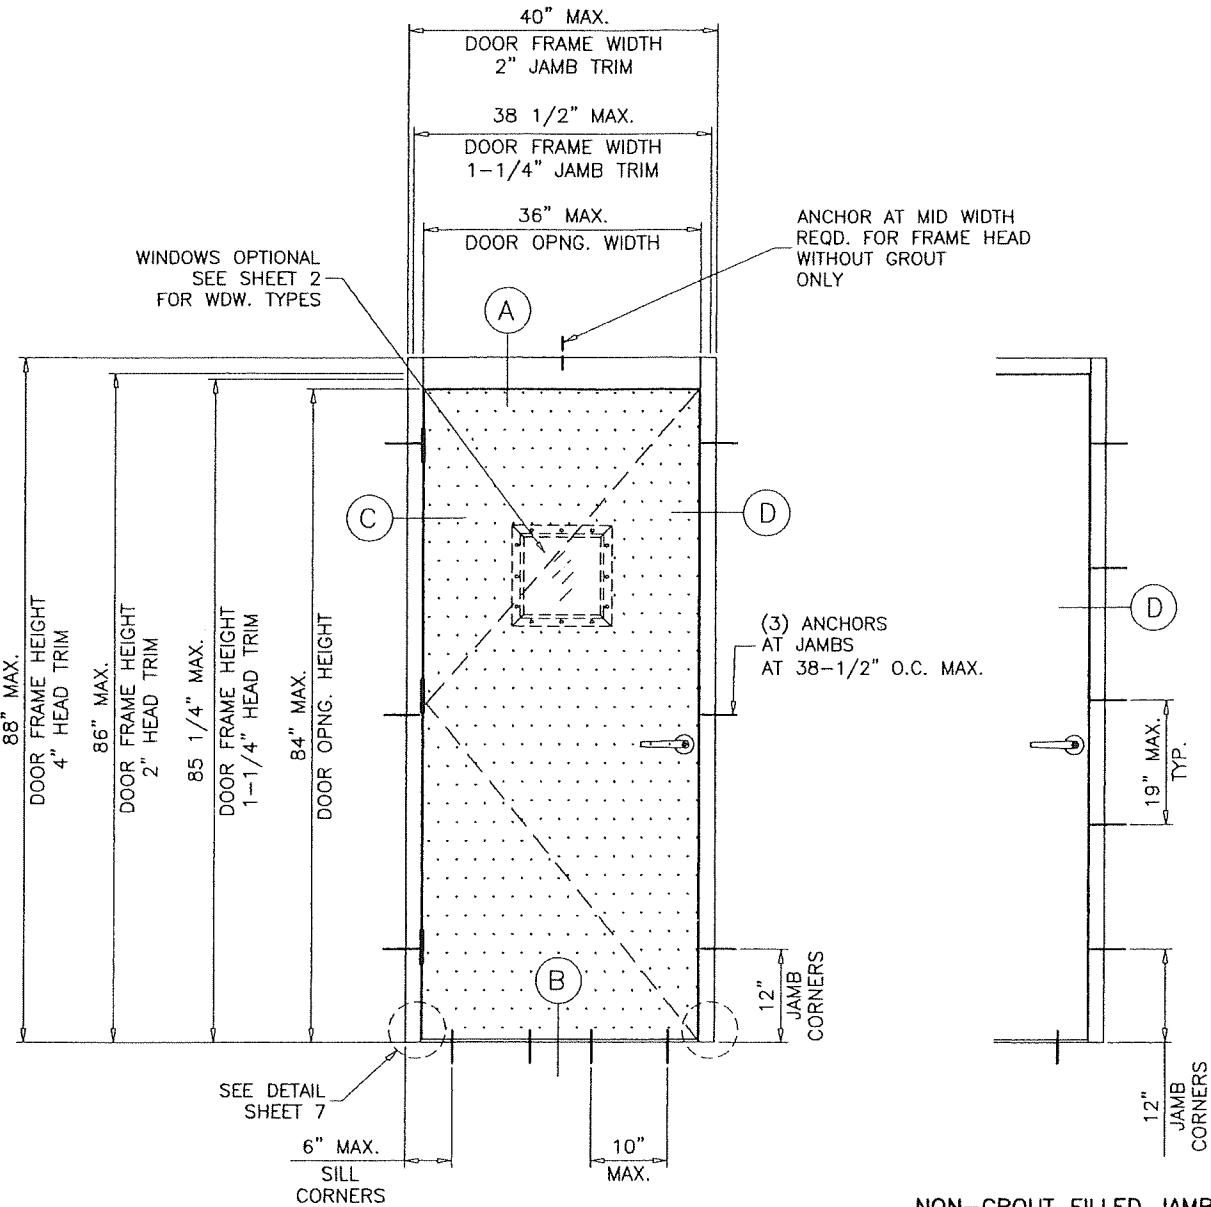 40" MAX.
DOOR FRAME WIDTH
2" JAMB TRIM
38 1/2" MAX.
DOOR FRAME WIDTH
1-1/4" JAMB TRIM
36" MAX.
DOOR OPNG. WIDTH
WINDOWS OPTIONAL
SEE SHEET 2
FOR WDW. TYPES
ANCHOR AT MID WIDTH
REQD. FOR FRAME HEAD
WITHOUT GROUT
ONLY
A
C
D
88" MAX.
DOOR FRAME HEIGHT
4" HEAD TRIM
86" MAX.
DOOR FRAME HEIGHT
2" HEAD TRIM
85 1/4" MAX.
DOOR FRAME HEIGHT
1-1/4" HEAD TRIM
84" MAX.
DOOR OPNG. HEIGHT
(3) ANCHORS
AT JAMBS
AT 38-1/2" O.C. MAX.
D
19" MAX.
TYP.
B
12"
JAMB
CORNERS
SEE DETAIL
SHEET 7
6" MAX.
SILL
CORNERS
10"
MAX.
12"
JAMB
CORNERS
NON-GROUT FILLED JAMB